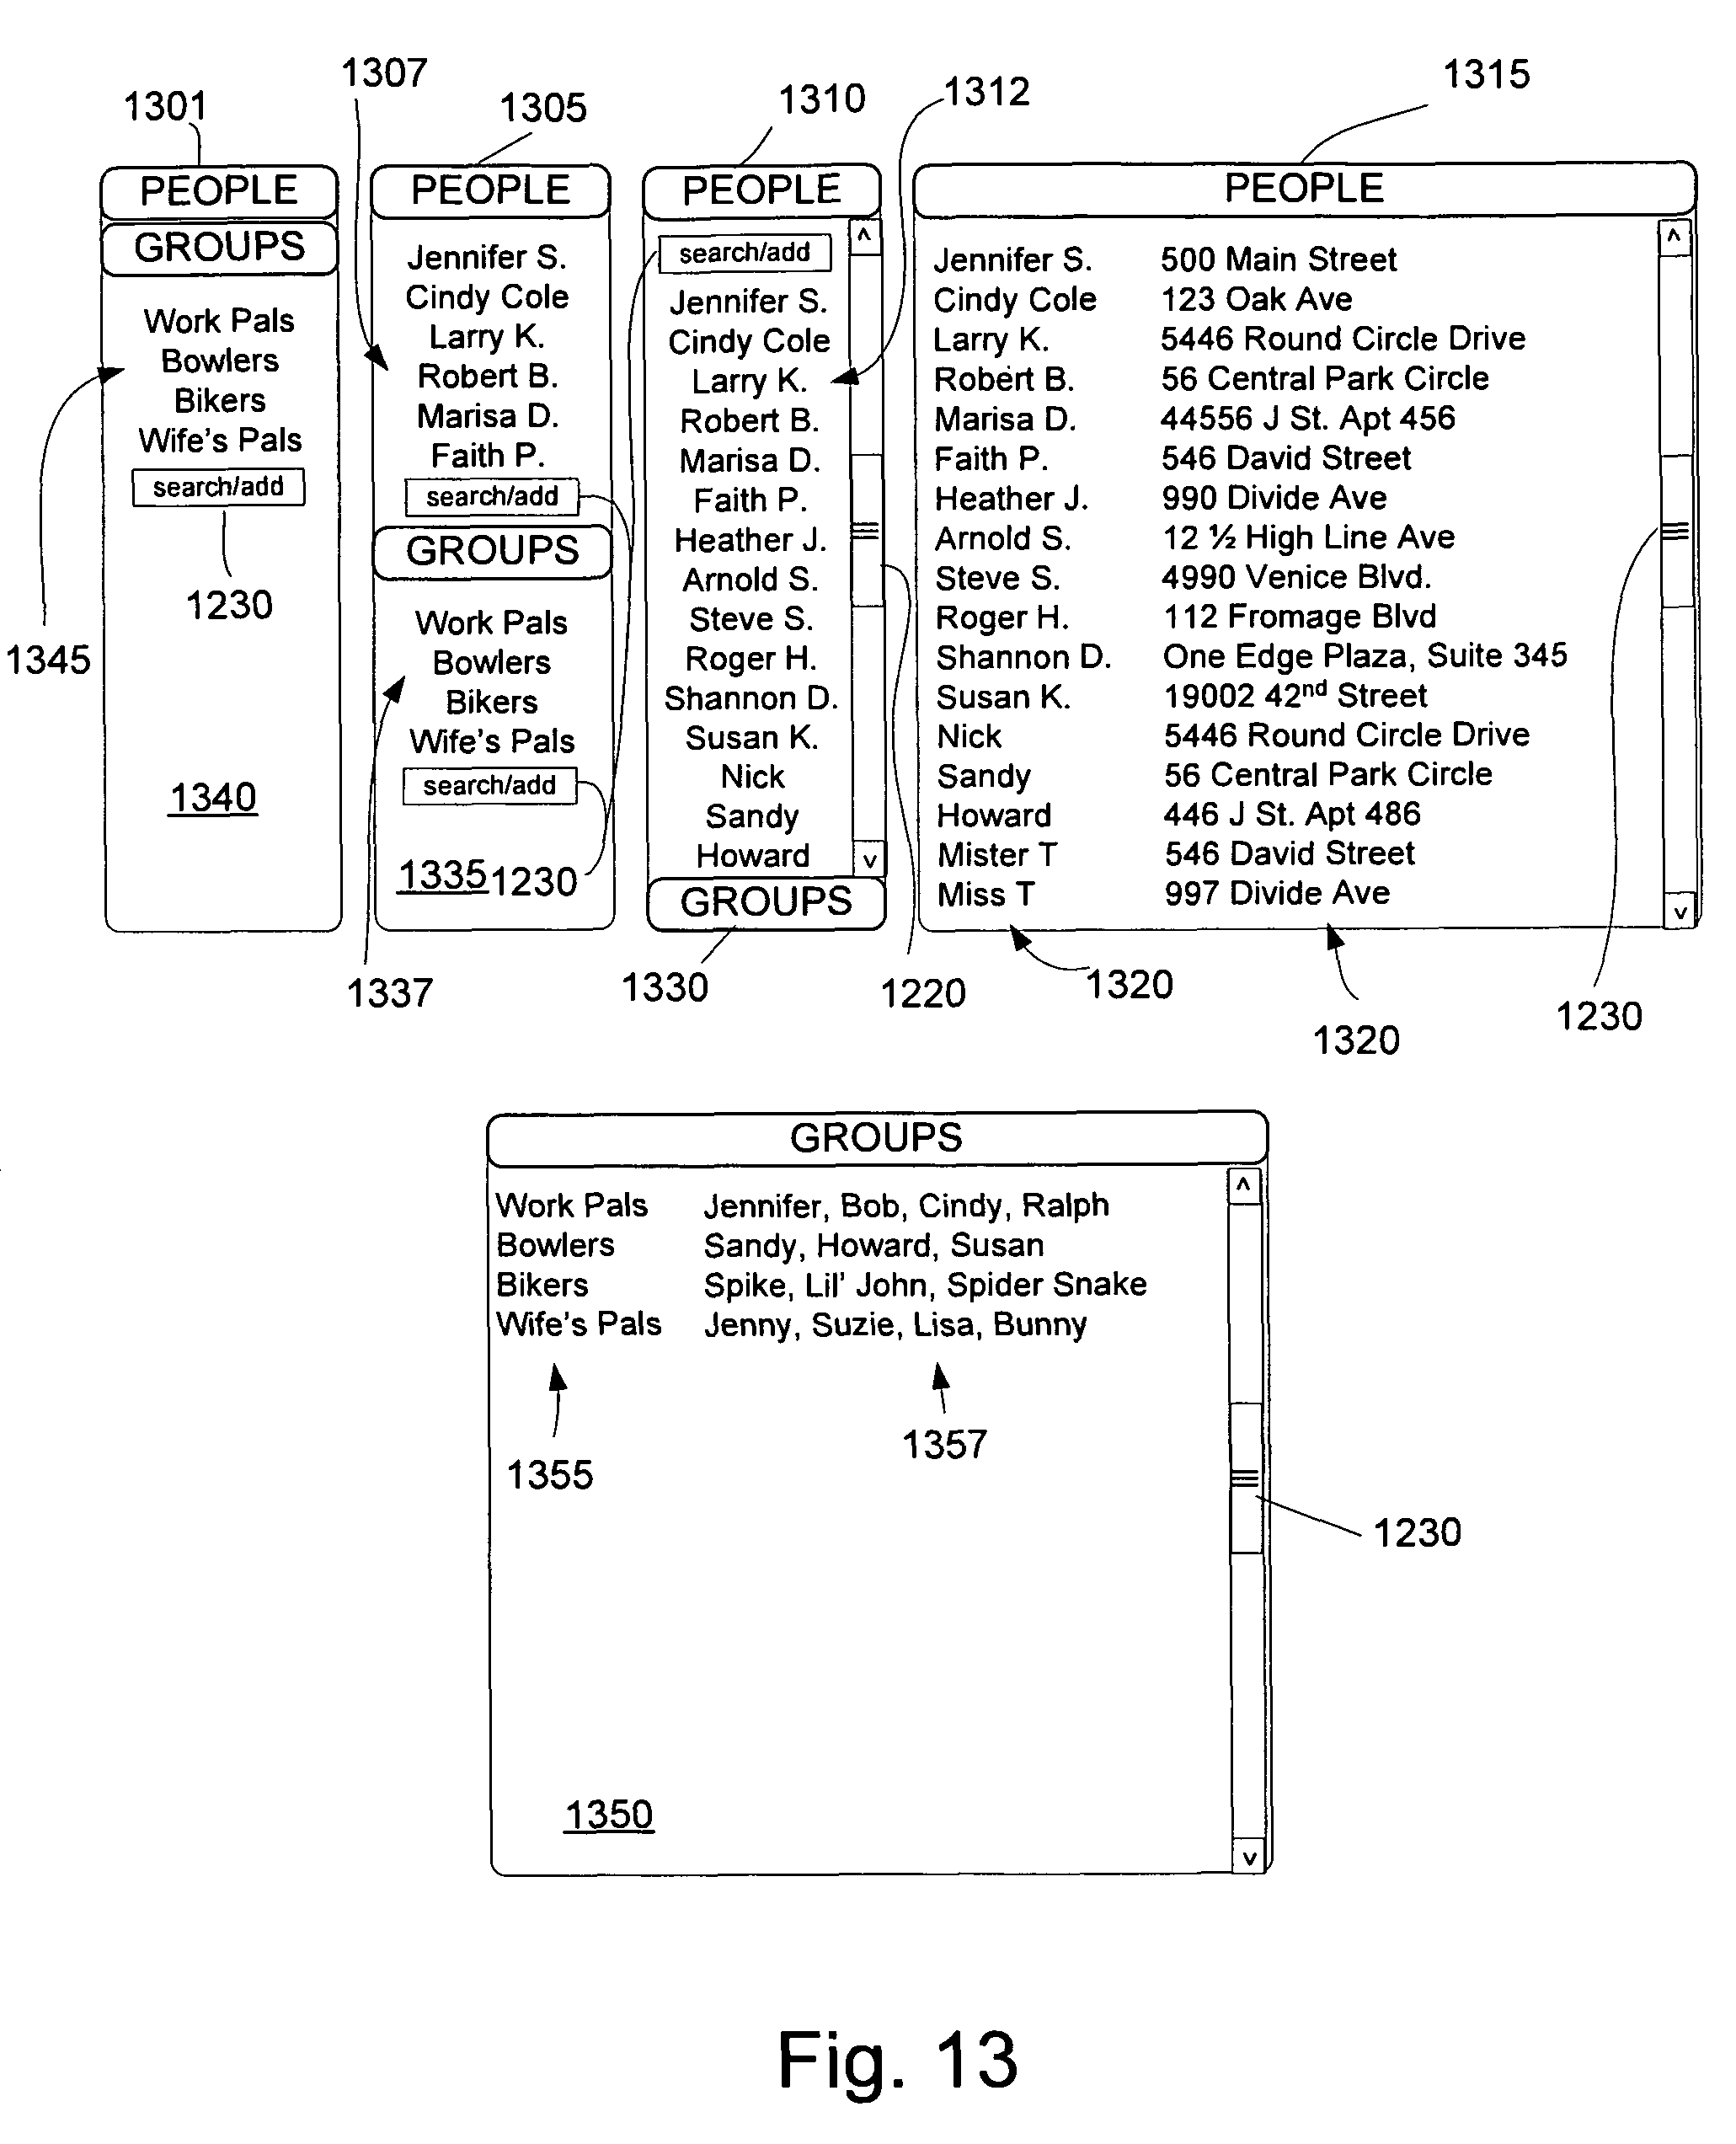 1307
1301
1305
1310
1312
1315
PEOPLE
GROUPS
Work Pals
Bowlers
Bikers
Wife's Pals
search/add
1230
1345
1340
PEOPLE
Jennifer S.
Cindy Cole
Larry K.
Robert B.
Marisa D.
Faith P.
search/add
GROUPS
Work Pals
Bowlers
Bikers
Wife's Pals
search/add
1335
1230
1337
PEOPLE
search/add
^
Jennifer S.
Cindy Cole
Larry K.
Robert B.
Marisa D.
Faith P.
Heather J.
Arnold S.
Steve S.
Roger H.
Shannon D.
Susan K.
Nick
Sandy
Howard
v
GROUPS
1330
1220
PEOPLE
^
Jennifer S. 500 Main Street
Cindy Cole 123 Oak Ave
Larry K. 5446 Round Circle Drive
Robert B. 56 Central Park Circle
Marisa D. 44556 J St. Apt 456
Faith P. 546 David Street
Heather J. 990 Divide Ave
Arnold S. 12 ½ High Line Ave
Steve S. 4990 Venice Blvd.
Roger H. 112 Fromage Blvd
Shannon D. One Edge Plaza, Suite 345
Susan K. 19002 42nd Street
Nick 5446 Round Circle Drive
Sandy 56 Central Park Circle
Howard 446 J St. Apt 486
Mister T 546 David Street
Miss T 997 Divide Ave
v
1320
1320
1230
GROUPS
^
Work Pals Jennifer, Bob, Cindy, Ralph
Bowlers Sandy, Howard, Susan
Bikers Spike, Lil' John, Spider Snake
Wife's Pals Jenny, Suzie, Lisa, Bunny
1355
1357
1230
1350
v
Fig. 13